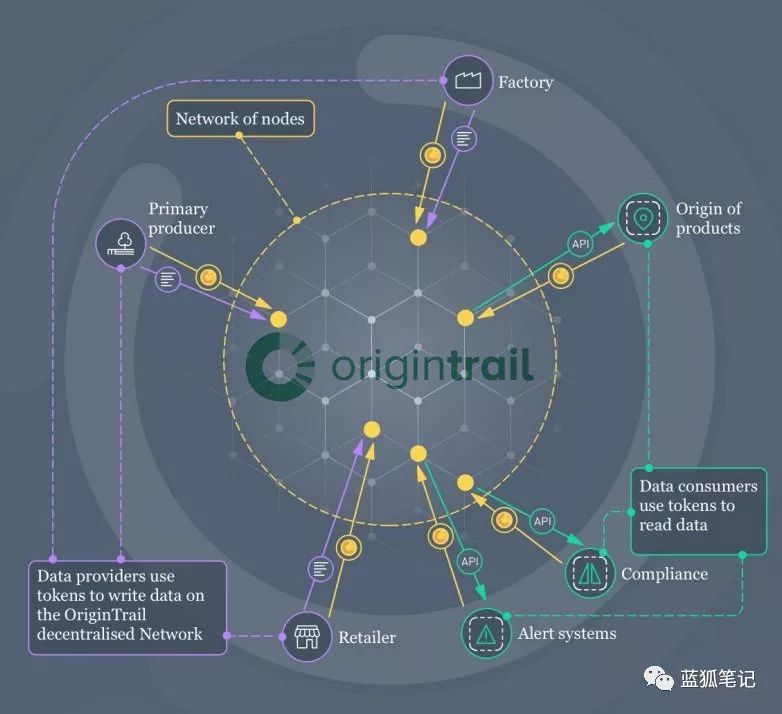 Factory
Network of nodes
Primary
producer
Origin of
products
API
origintrail
Data consumers
use tokens to
read data
API
API
Compliance
Data providers use
tokens to write data on
the OriginTrail
decentralised Network
Retailer
Alert systems
蓝狐笔记